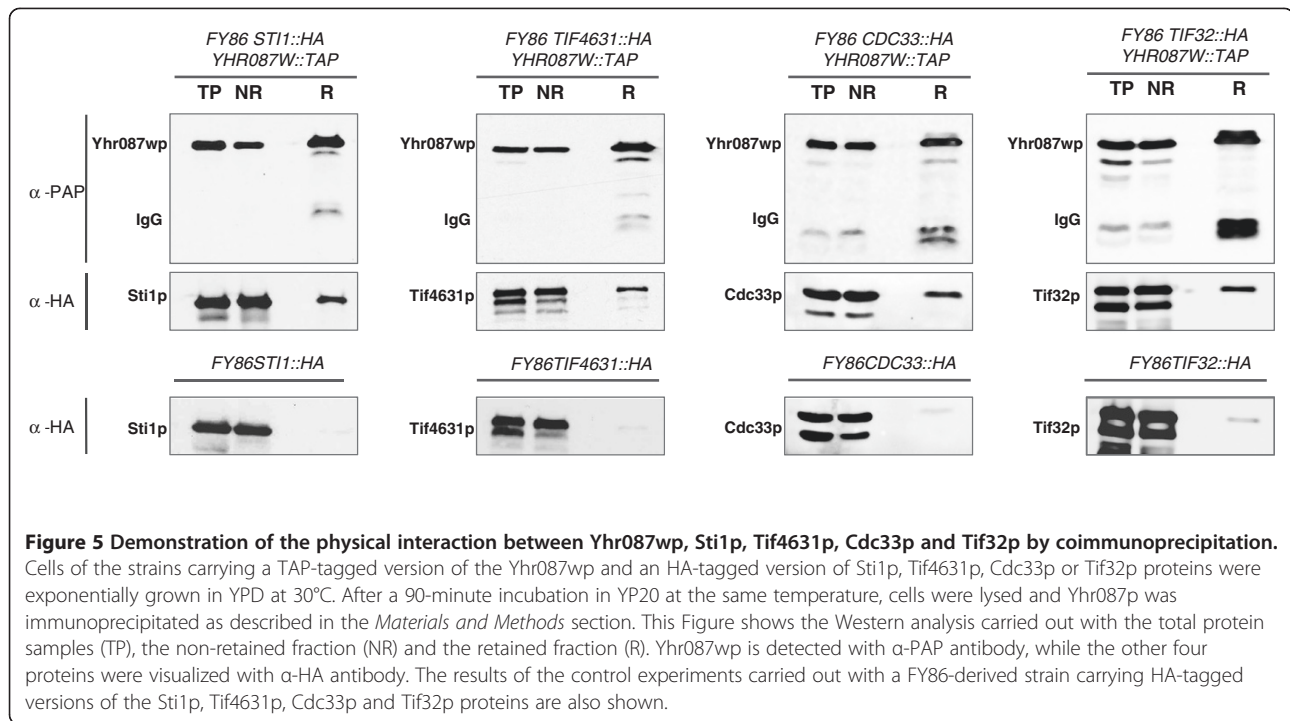 FY86 STI1::HA
YHR087W::TAP
FY86 TIF4631::HA
YHR087W::TAP
FY86 CDC33::HA
YHR087W::TAP
FY86 TIF32::HA
YHR087W::TAP
TP NR R
TP NR R
TP NR R
TP NR R
α-PAP
Yhr087wp
IgG
Yhr087wp
IgG
Yhr087wp
IgG
Yhr087wp
IgG
α-HA
Sti1p
Tif4631p
Cdc33p
Tif32p
FY86STI1::HA
FY86TIF4631::HA
FY86CDC33::HA
FY86TIF32::HA
α-HA
Sti1p
Tif4631p
Cdc33p
Tif32p
Figure 5 Demonstration of the physical interaction between Yhr087wp, Sti1p, Tif4631p, Cdc33p and Tif32p by coimmunoprecipitation.
Cells of the strains carrying a TAP-tagged version of the Yhr087wp and an HA-tagged version of Sti1p, Tif4631p, Cdc33p or Tif32p proteins were
exponentially grown in YPD at 30°C. After a 90-minute incubation in YP20 at the same temperature, cells were lysed and Yhr087p was
immunoprecipitated as described in the Materials and Methods section. This Figure shows the Western analysis carried out with the total protein
samples (TP), the non-retained fraction (NR) and the retained fraction (R). Yhr087wp is detected with α-PAP antibody, while the other four
proteins were visualized with α-HA antibody. The results of the control experiments carried out with a FY86-derived strain carrying HA-tagged
versions of the Sti1p, Tif4631p, Cdc33p and Tif32p proteins are also shown.